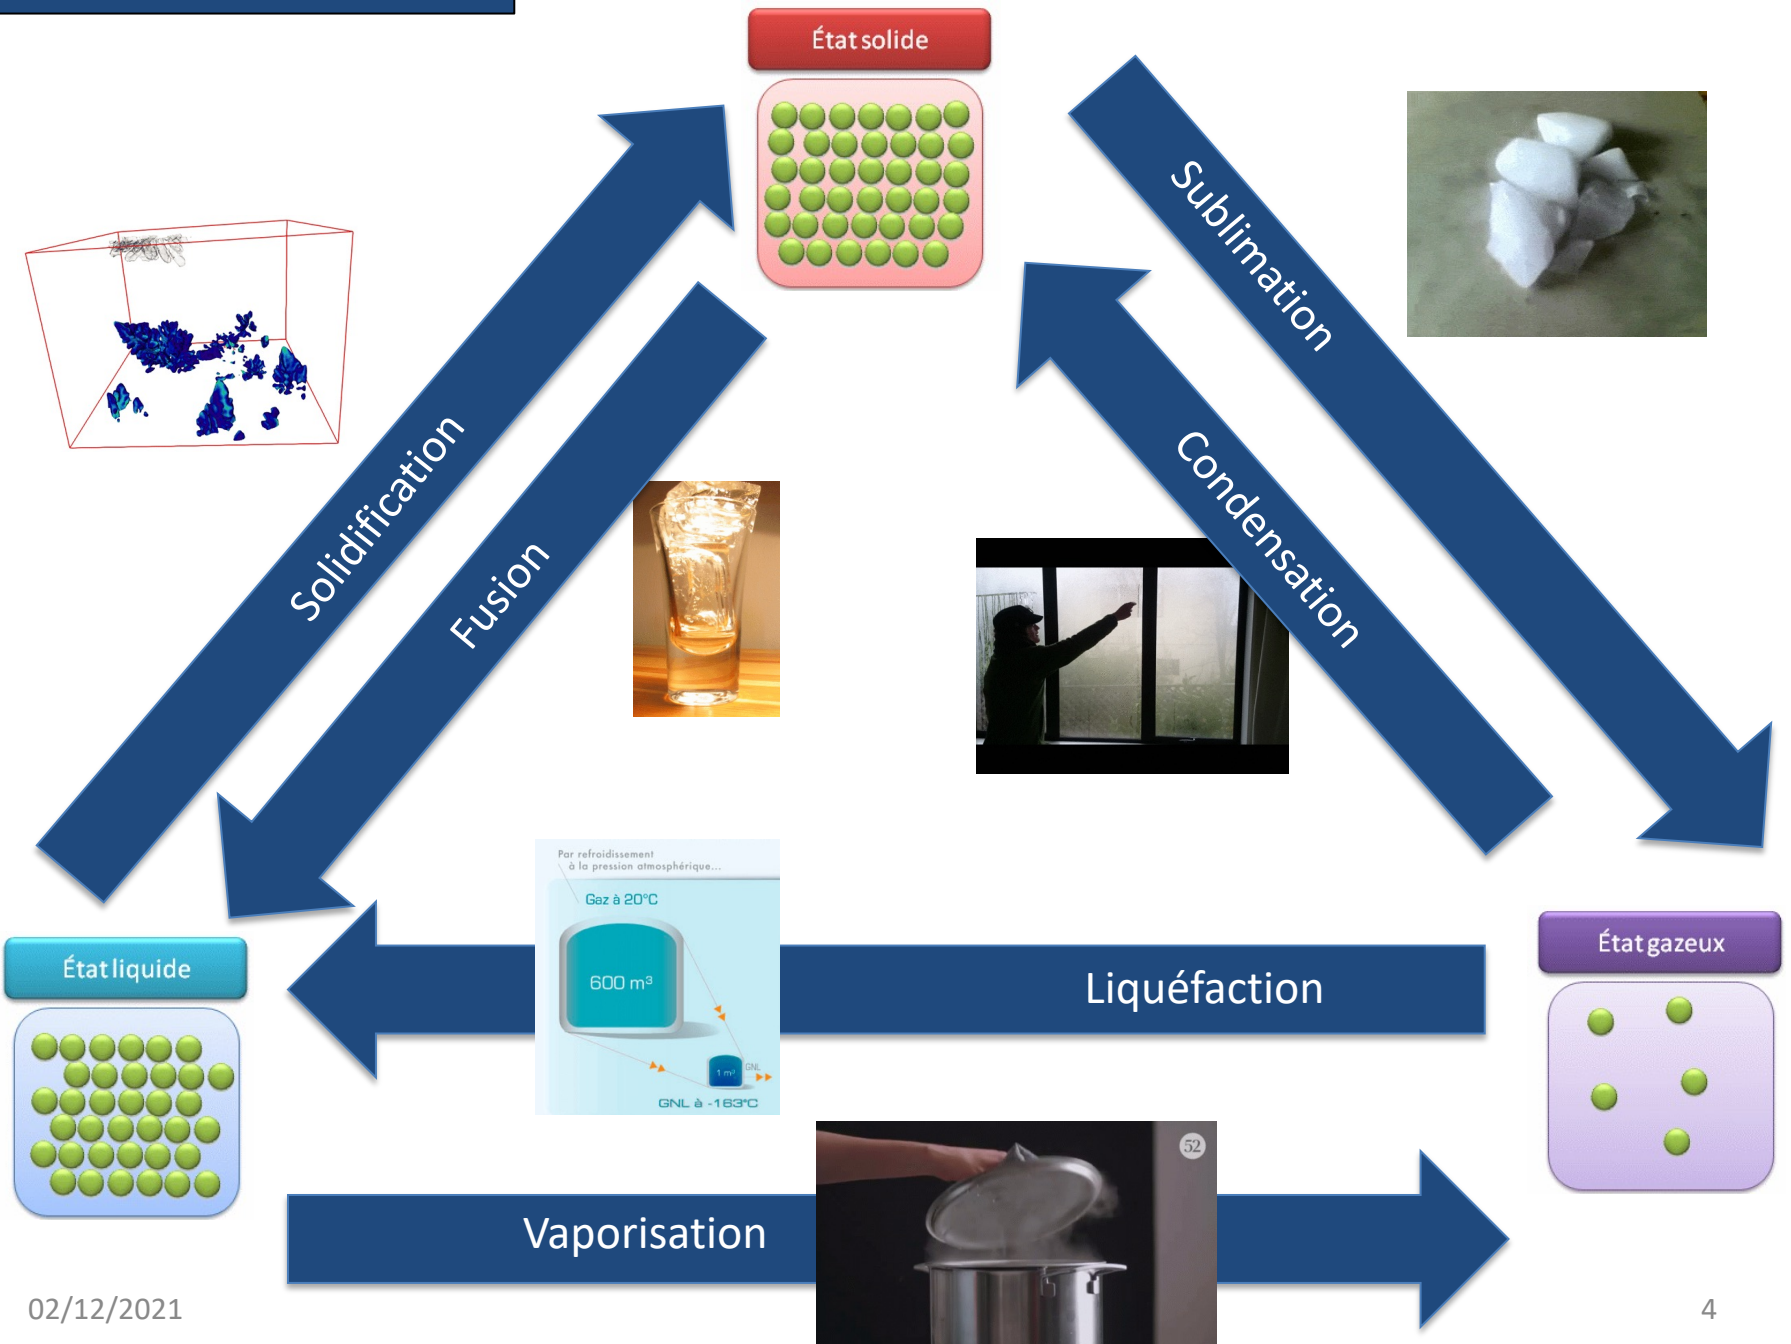 État solide
Sublimation
Solidification
Fusion
Condensation
Par refroidissement
à la pression atmosphérique...
Gaz à 20°C
600 m³
1 m³
GNL
GNL à -163°C
Liquéfaction
État liquide
État gazeux
52
Vaporisation
02/12/2021
4